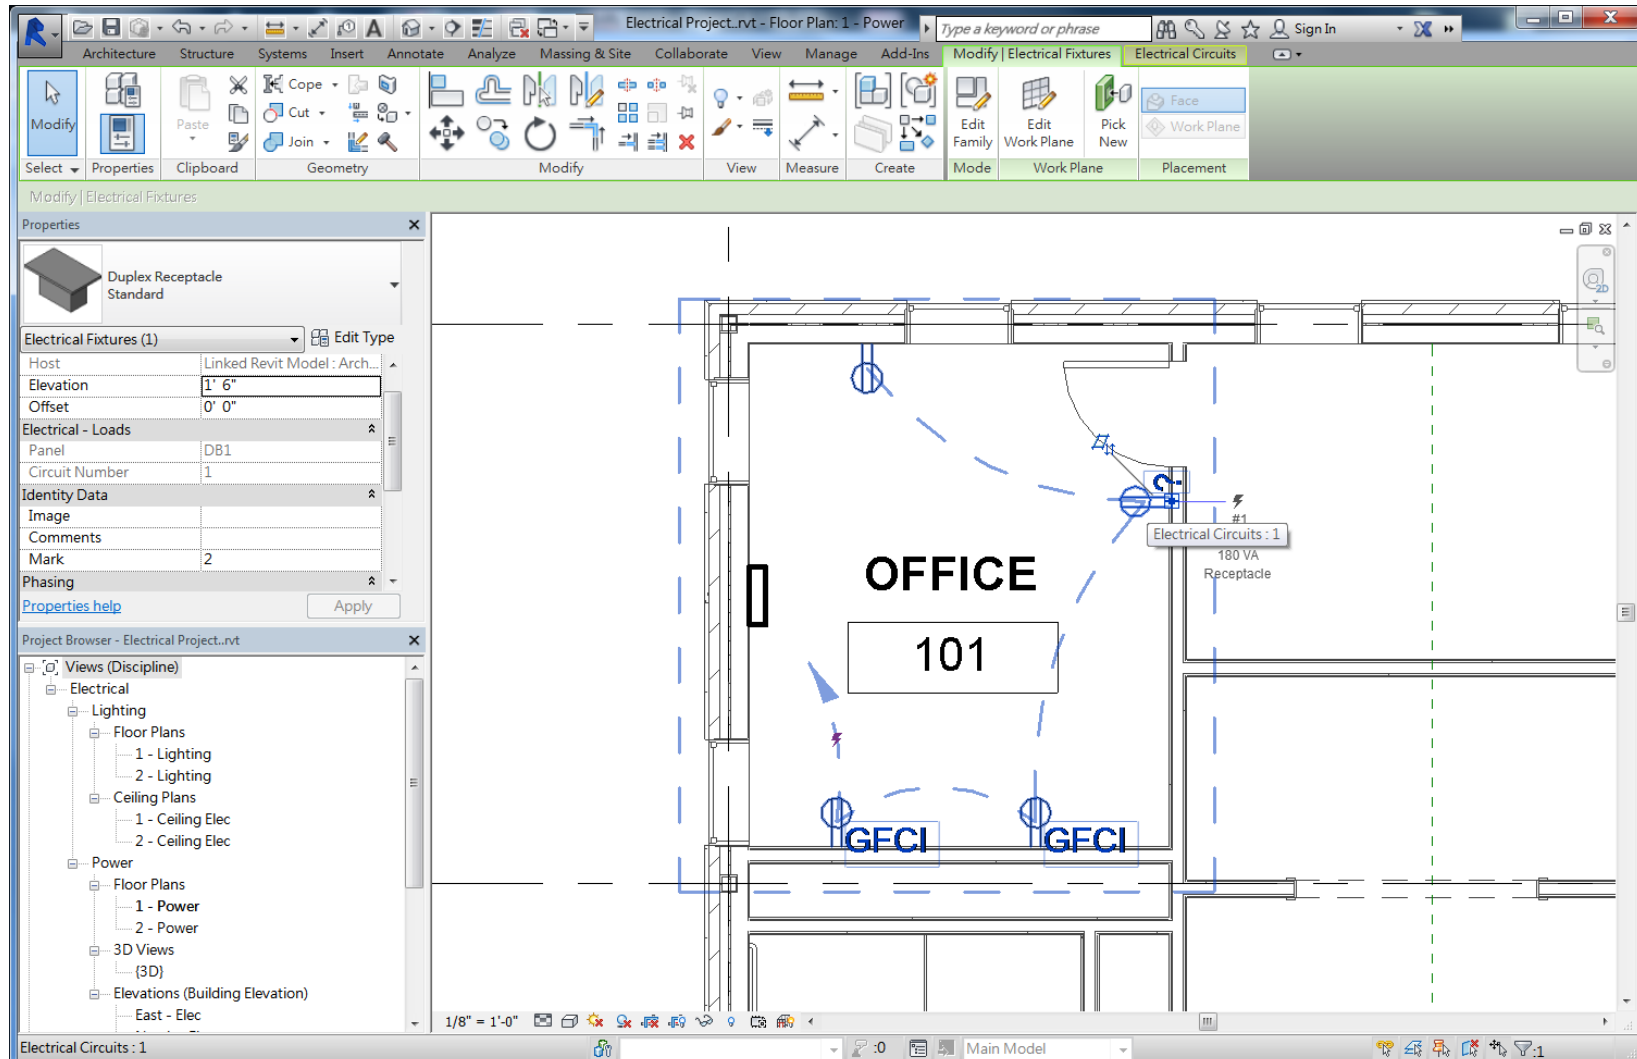 Electrical Project..rvt - Floor Plan: 1 - Power
Type a keyword or phrase
Sign In
Architecture Structure Systems Insert Annotate Analyze Massing & Site Collaborate View Manage Add-Ins Modify | Electrical Fixtures Electrical Circuits
Modify
Paste
Cope
Cut
Join
Edit Family
Edit Work Plane
Pick New
Face
Work Plane
Select Properties Clipboard Geometry Modify View Measure Create Mode Work Plane Placement
Modify | Electrical Fixtures
Properties
Duplex Receptacle
Standard
Electrical Fixtures (1)
Edit Type
Host Linked Revit Model : Arch...
Elevation 1' 6"
Offset 0' 0"
Electrical - Loads
Panel DB1
Circuit Number 1
Identity Data
Image
Comments
Mark 2
Phasing
Properties help
Apply
Project Browser - Electrical Project..rvt
Views (Discipline)
Electrical
Lighting
Floor Plans
1 - Lighting
2 - Lighting
Ceiling Plans
1 - Ceiling Elec
2 - Ceiling Elec
Power
Floor Plans
1 - Power
2 - Power
3D Views
{3D}
Elevations (Building Elevation)
East - Elec
2D
?
#1
Electrical Circuits : 1
180 VA
Receptacle
OFFICE
101
GFCI
GFCI
1/8" = 1'-0"
Electrical Circuits : 1
:0
Main Model
:1